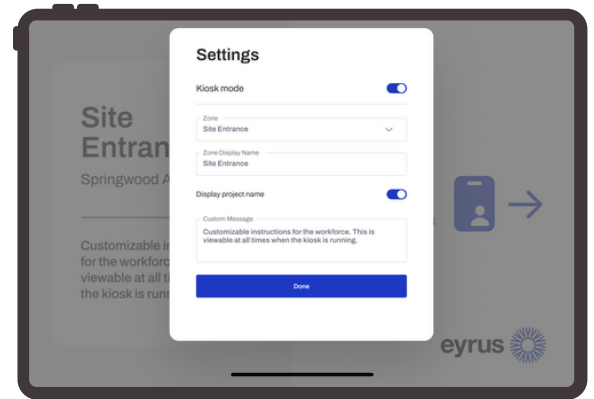 Settings
Kiosk mode
Zone
Site Entrance
Zone Display Name
Site Entrance
Display project name
Custom Message
Customizable instructions for the workforce. This is
viewable at all times when the kiosk is running.
Done
Site
Entran
Springwood A
Customizable in
for the workforc
viewable at all ti
the kiosk is runn
eyrus